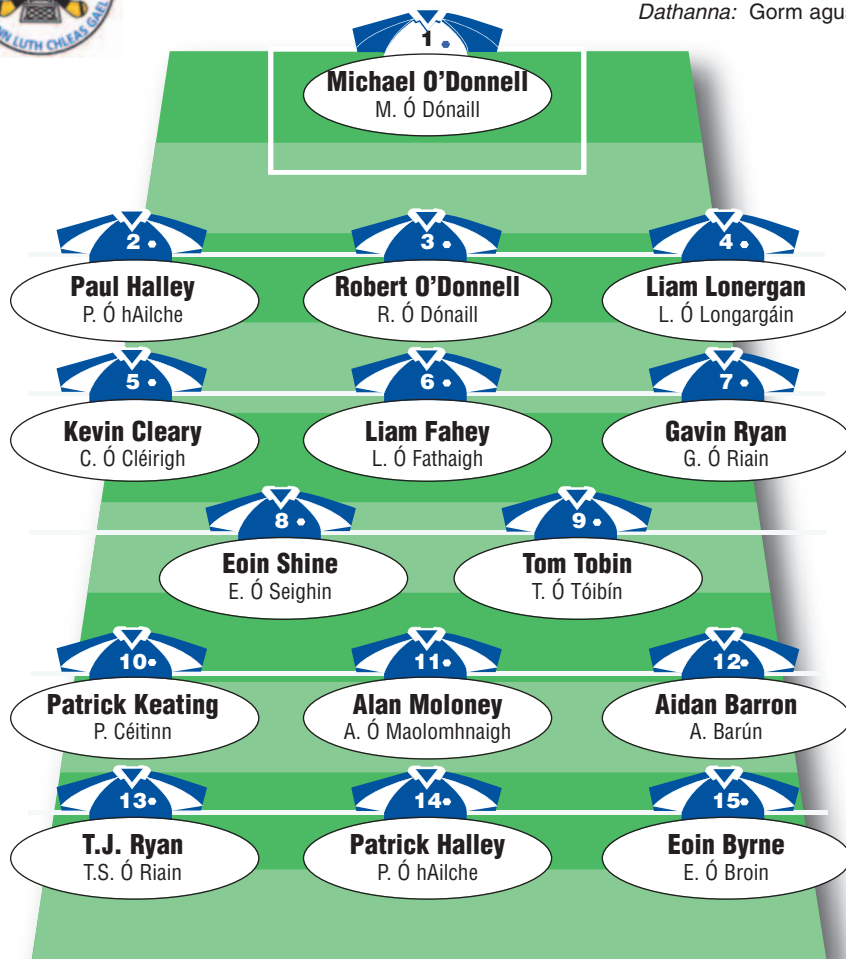 LUTH CHLEAS GAEL
Dathanna: Gorm agu
1
Michael O’Donnell
M. Ó Dónaill
2
3
4
Paul Halley
Robert O’Donnell
Liam Lonergan
P. Ó hAilche
R. Ó Dónaill
L. Ó Longargáin
5
6
7
Kevin Cleary
Liam Fahey
Gavin Ryan
C. Ó Cléirigh
L. Ó Fathaigh
G. Ó Riain
8
9
Eoin Shine
Tom Tobin
E. Ó Seighin
T. Ó Tóibín
10
11
12
Patrick Keating
Alan Moloney
Aidan Barron
P. Céitinn
A. Ó Maolomhnaigh
A. Barún
13
14
15
T.J. Ryan
Patrick Halley
Eoin Byrne
T.S. Ó Riain
P. Ó hAilche
E. Ó Broin